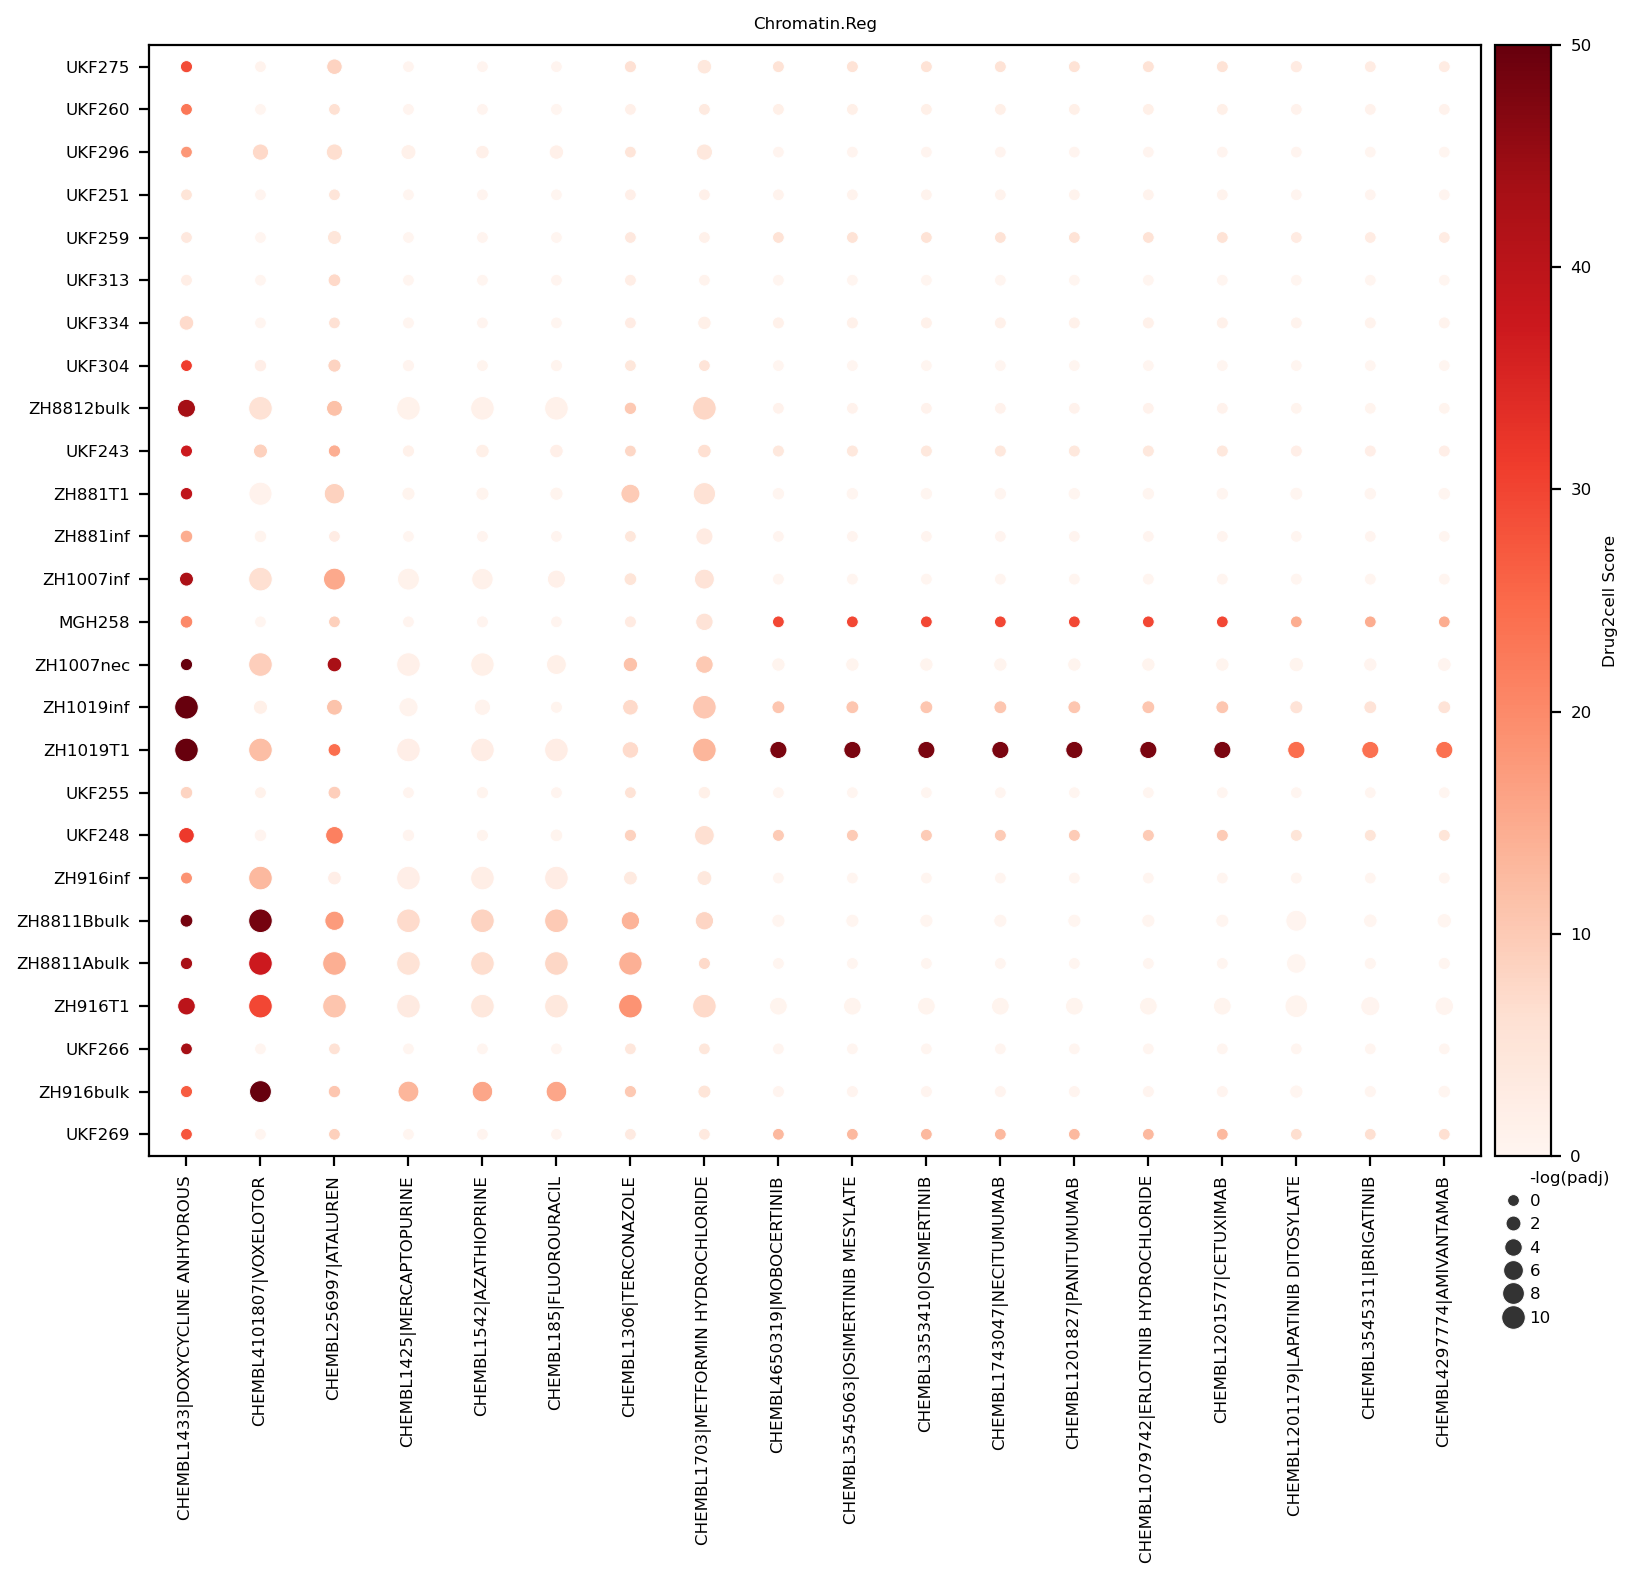 Chromatin.Reg
UKF275
UKF260
UKF296
UKF251
UKF259
UKF313
UKF334
UKF304
ZH8812bulk
UKF243
ZH881T1
ZH881inf
ZH1007inf
MGH258
ZH1007nec
ZH1019inf
ZH1019T1
UKF255
UKF248
ZH916inf
ZH8811Bbulk
ZH8811Abulk
ZH916T1
UKF266
ZH916bulk
UKF269
CHEMBL1433|DOXYCYCLINE ANHYDROUS
CHEMBL4101807|VOXELOTOR
CHEMBL256997|ATALUREN
CHEMBL1425|MERCAPTOPURINE
CHEMBL1542|AZATHIOPRINE
CHEMBL185|FLUOROURACIL
CHEMBL1306|TERCONAZOLE
CHEMBL1703|METFORMIN HYDROCHLORIDE
CHEMBL4650319|MOBOCERTINIB
CHEMBL3545063|OSIMERTINIB MESYLATE
CHEMBL3353410|OSIMERTINIB
CHEMBL1743047|NECITUMUMAB
CHEMBL1201827|PANITUMUMAB
CHEMBL1079742|ERLOTINIB HYDROCHLORIDE
CHEMBL1201577|CETUXIMAB
CHEMBL1201179|LAPATINIB DITOSYLATE
CHEMBL3545311|BRIGATINIB
CHEMBL4297774|AMIVANTAMAB
50
40
30
20
10
0
Drug2cell Score
-log(padj)
0
2
4
6
8
10